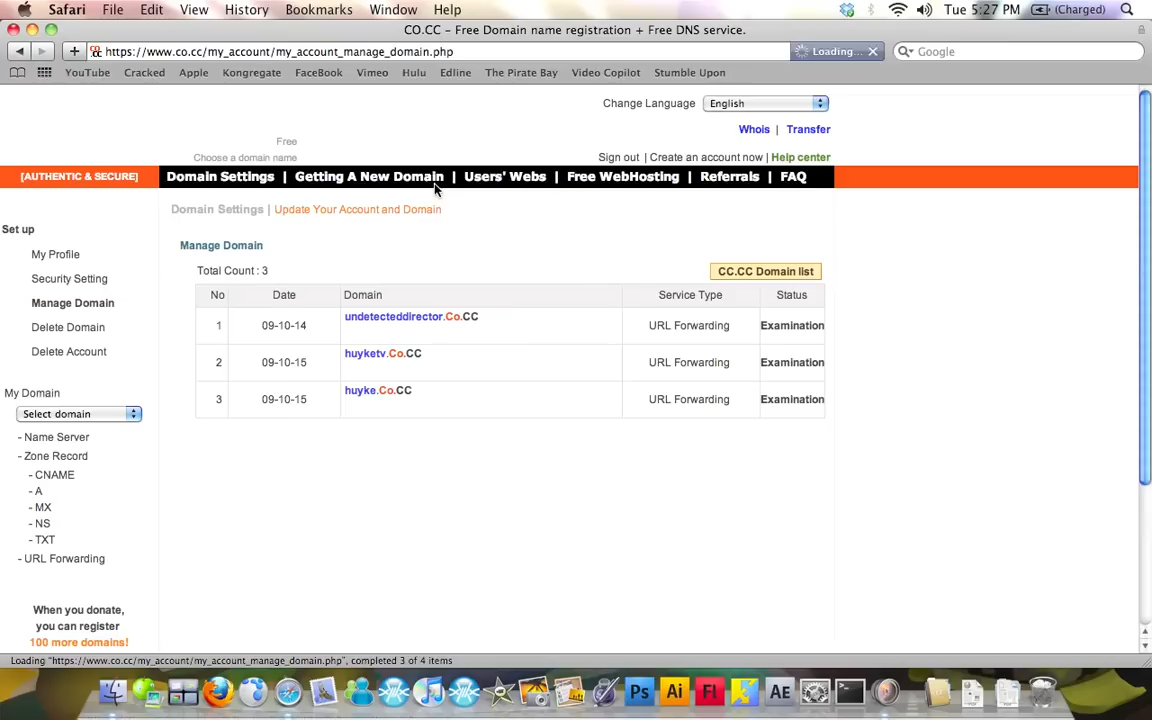 Safari File Edit View History Bookmarks Window Help Tue 5:27 PM (Charged)
CO.CC – Free Domain name registration + Free DNS service.
https://www.co.cc/my_account/my_account_manage_domain.php Loading... Google
YouTube Cracked Apple Kongregate FaceBook Vimeo Hulu Edline The Pirate Bay Video Copilot Stumble Upon
Change Language English
Whois | Transfer
Free
Choose a domain name
Sign out | Create an account now | Help center
[AUTHENTIC & SECURE] Domain Settings | Getting A New Domain | Users' Webs | Free WebHosting | Referrals | FAQ
Domain Settings | Update Your Account and Domain
Set up
My Profile
Security Setting
Manage Domain
Delete Domain
Delete Account
My Domain
Select domain
- Name Server
- Zone Record
- CNAME
- A
- MX
- NS
- TXT
- URL Forwarding
When you donate,
you can register
100 more domains!
Manage Domain
Total Count : 3 CC.CC Domain list
No Date Domain Service Type Status
1 09-10-14 undetecteddirector.Co.CC URL Forwarding Examination
2 09-10-15 huyketv.Co.CC URL Forwarding Examination
3 09-10-15 huyke.Co.CC URL Forwarding Examination
Loading "https://www.co.cc/my_account/my_account_manage_domain.php", completed 3 of 4 items
Ps Ai Fl AE